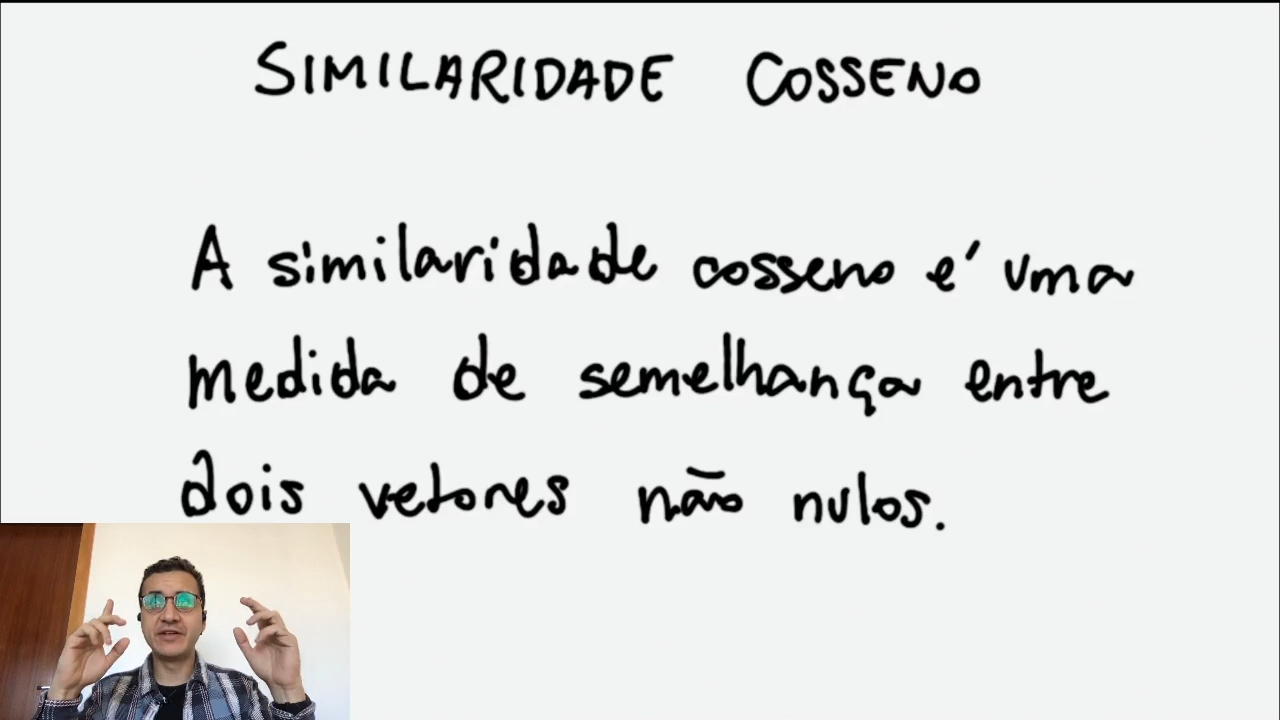 SIMILARIDADE COSSENO
A similaridade cosseno é uma
medida de semelhança entre
dois vetores não nulos.